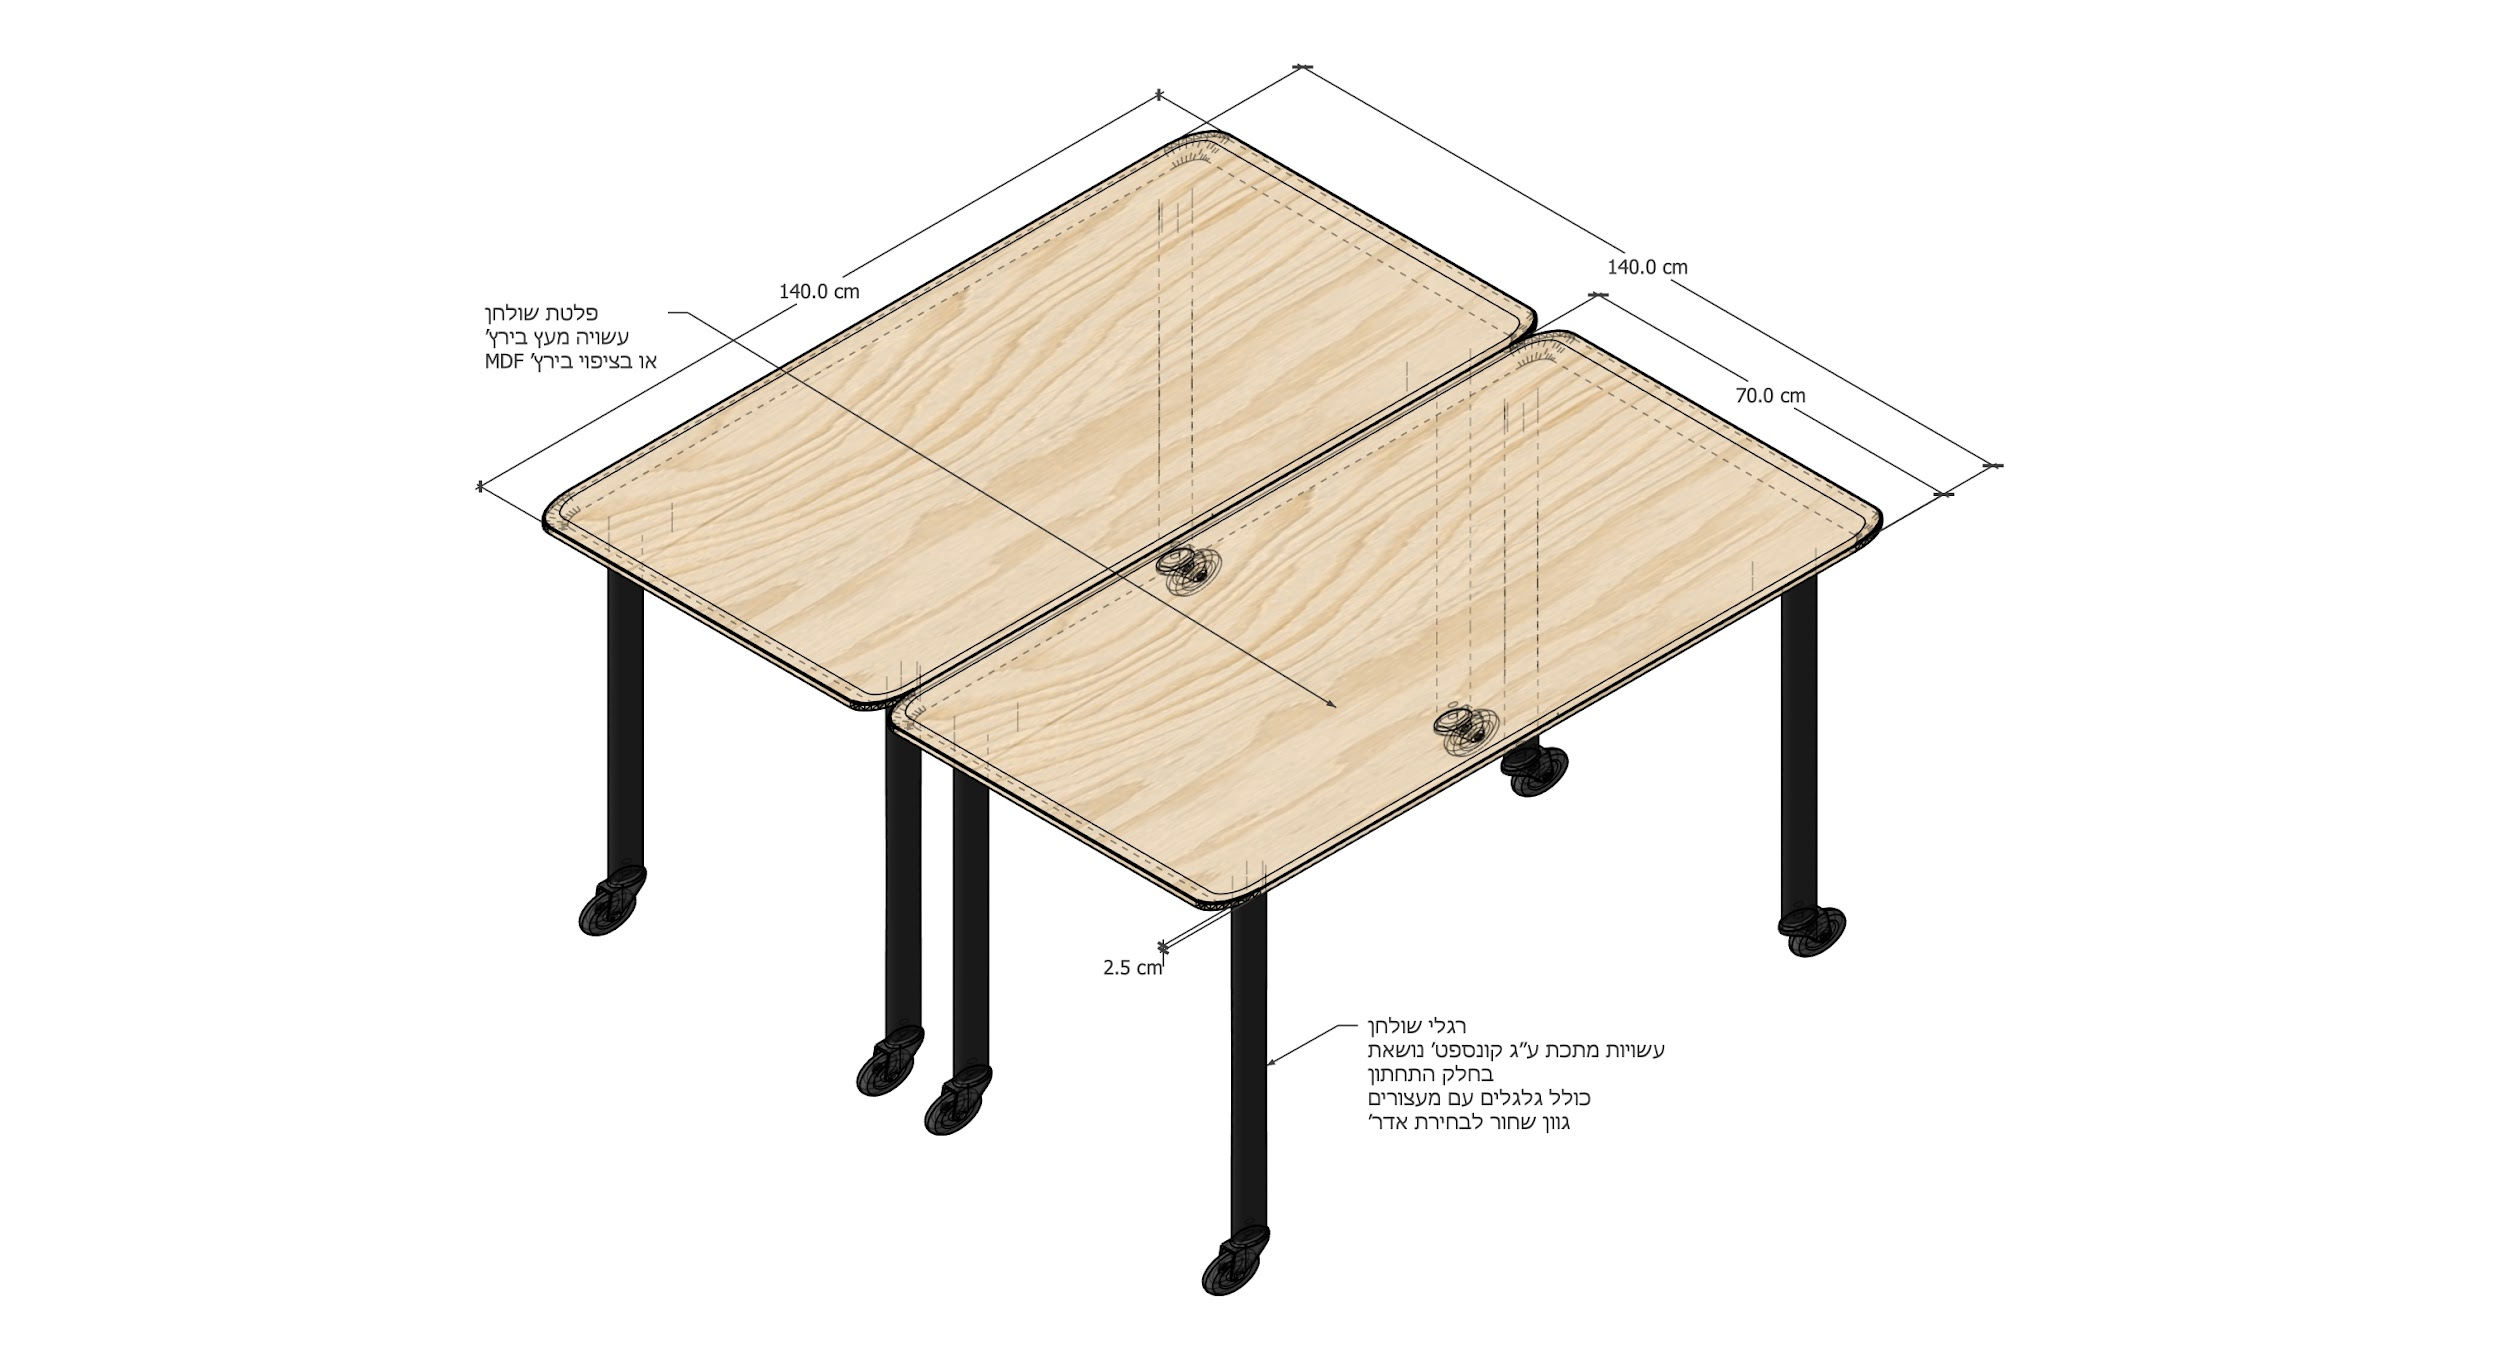 140.0 cm
140.0 cm
70.0 cm
פלטת שולחן
עשויה מעץ בירץ'
או בציפוי בירץ' MDF
2.5 cm
רגלי שולחן
עשויות מתכת ע"ג קונספט' נושאת
בחלק התחתון
כולל גלגלים עם מעצורים
גוון שחור לבחירת אדר'